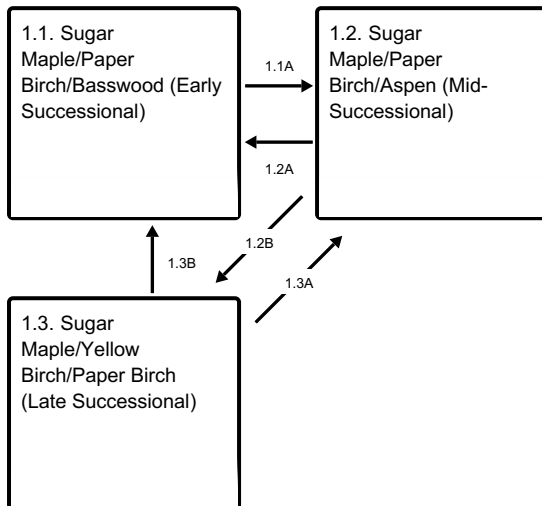 1.1. Sugar
Maple/Paper
Birch/Basswood (Early
Successional)
1.1A
1.2. Sugar
Maple/Paper
Birch/Aspen (Mid-
Successional)
1.2A
1.2B
1.3B
1.3A
1.3. Sugar
Maple/Yellow
Birch/Paper Birch
(Late Successional)